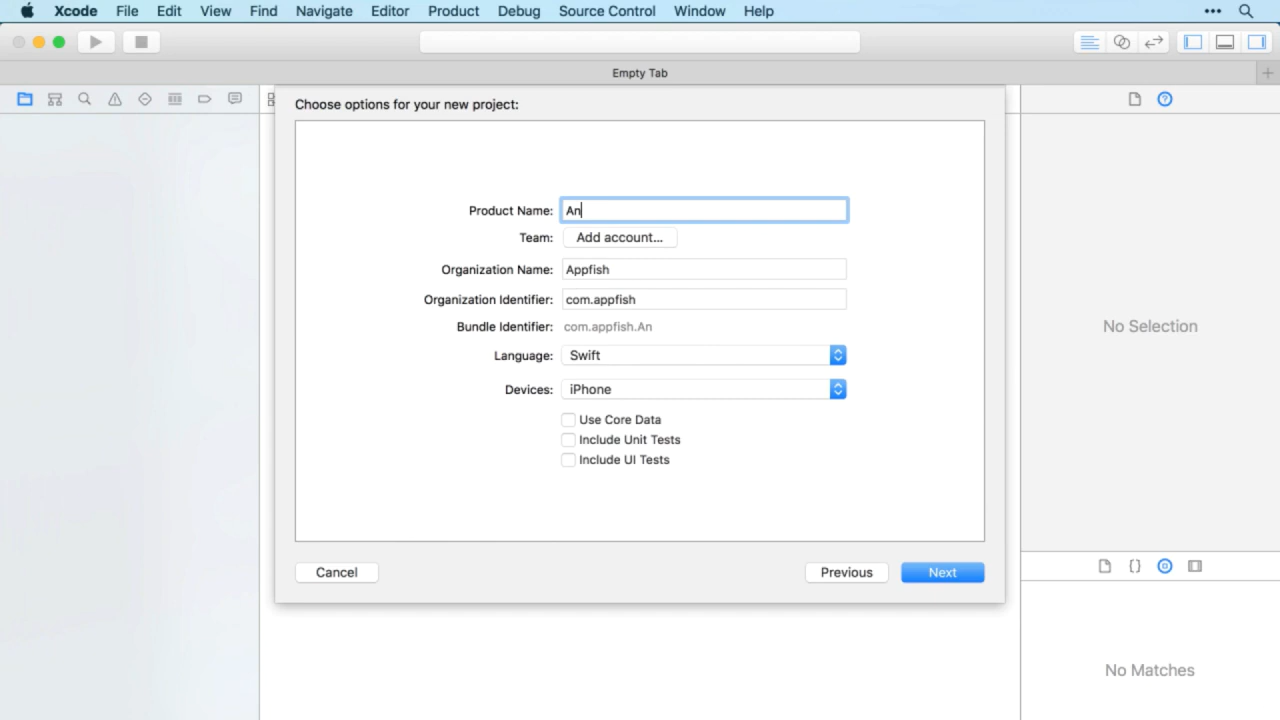 Xcode File Edit View Find Navigate Editor Product Debug Source Control Window Help
Empty Tab
Choose options for your new project:
Product Name: An
Team: Add account...
Organization Name: Appfish
Organization Identifier: com.appfish
Bundle Identifier: com.appfish.An
Language: Swift
Devices: iPhone
Use Core Data
Include Unit Tests
Include UI Tests
Cancel Previous Next
No Selection
No Matches